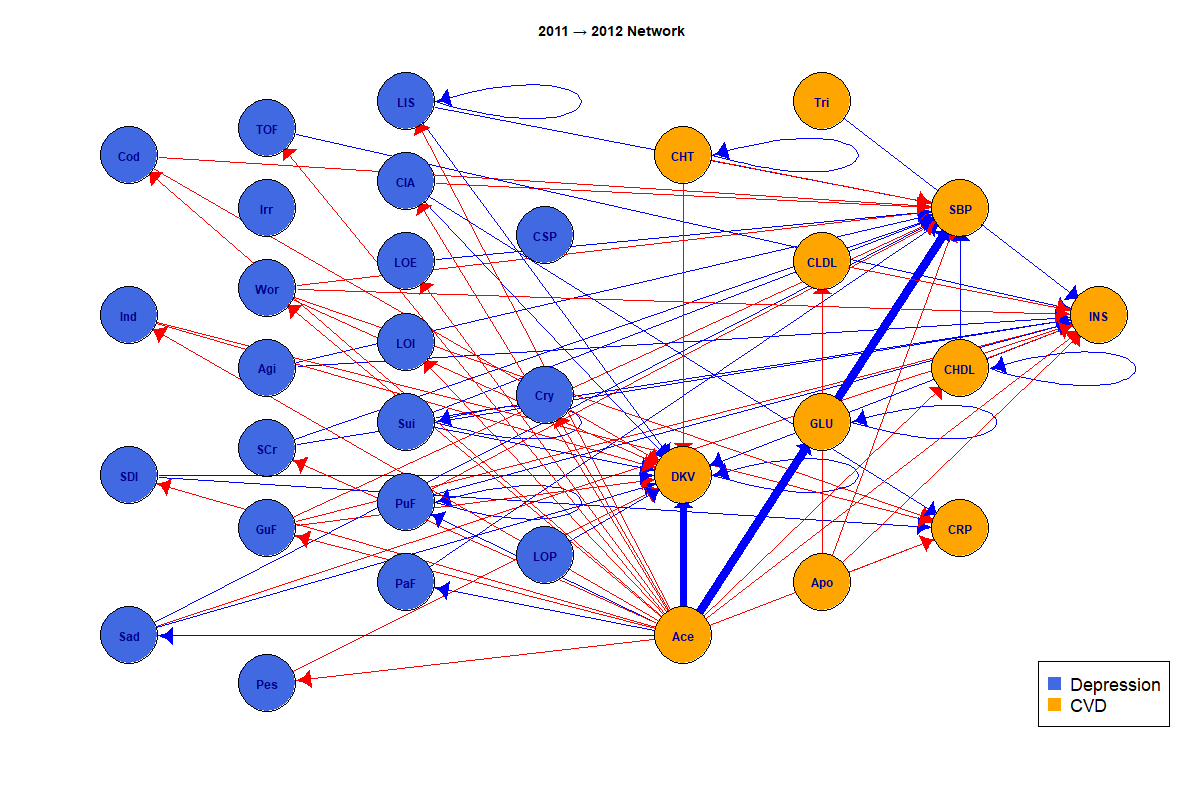 2011 → 2012 Network
LIS
Tri
TOF
Cod
CHT
CIA
Irr
SBP
CSP
LOE
CLDL
Wor
Ind
INS
LOI
Agi
CHDL
Cry
Sui
GLU
SCr
SDI
DKV
PuF
GuF
CRP
LOP
PaF
Apo
Sad
Ace
Pes
Depression
CVD